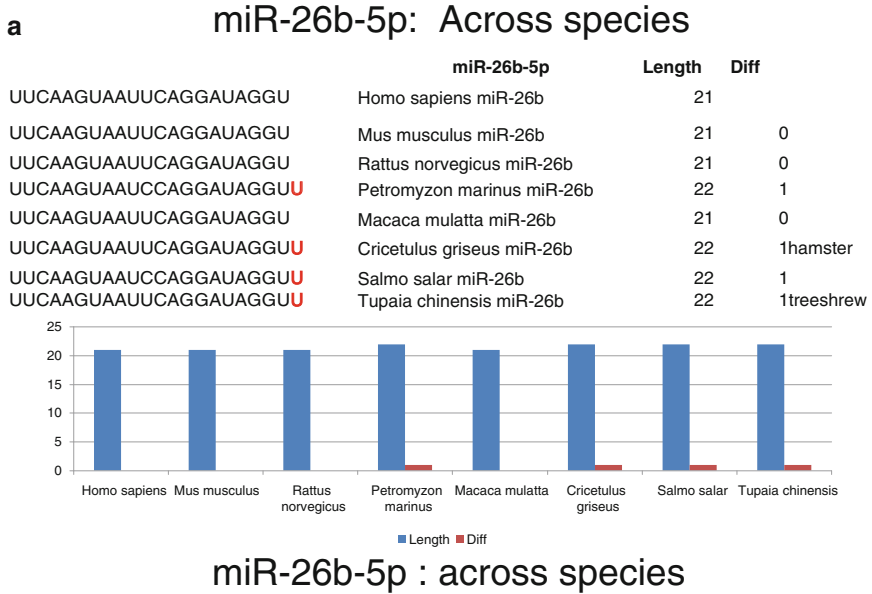 a
miR-26b-5p: Across species
miR-26b-5p Length Diff
UUCAAGUAAUUCAGGAUAGGU Homo sapiens miR-26b 21
UUCAAGUAAUUCAGGAUAGGU Mus musculus miR-26b 21 0
UUCAAGUAAUUCAGGAUAGGU Rattus norvegicus miR-26b 21 0
UUCAAGUAAUCCAGGAUAGGUU Petromyzon marinus miR-26b 22 1
UUCAAGUAAUUCAGGAUAGGU Macaca mulatta miR-26b 21 0
UUCAAGUAAUUCAGGAUAGGUU Cricetulus griseus miR-26b 22 1hamster
UUCAAGUAAUCCAGGAUAGGUU Salmo salar miR-26b 22 1
UUCAAGUAAUUCAGGAUAGGUU Tupaia chinensis miR-26b 22 1treeshrew
25
20
15
10
5
0
Homo sapiens Mus musculus Rattus norvegicus Petromyzon marinus Macaca mulatta Cricetulus griseus Salmo salar Tupaia chinensis
Length Diff
miR-26b-5p : across species